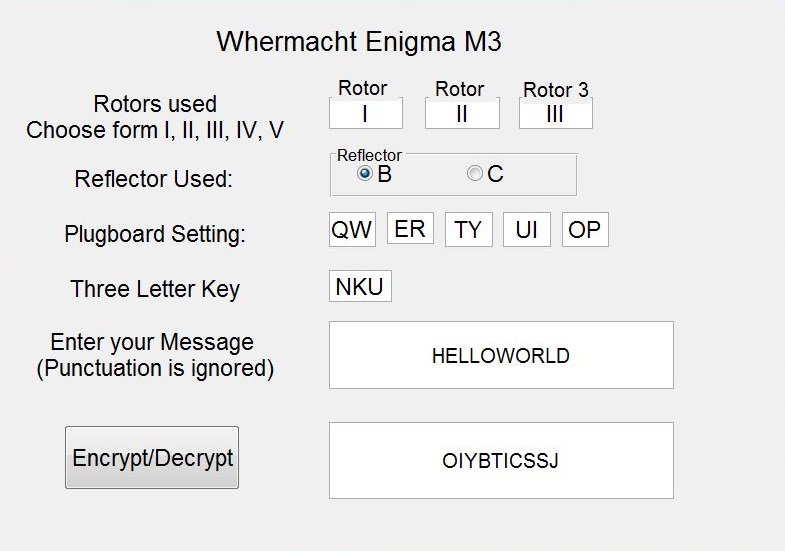 Whermacht Enigma M3
Rotors used
Choose form I, II, III, IV, V
Rotor Rotor Rotor 3
I II III
Reflector Used:
Reflector
B C
Plugboard Setting:
QW ER TY UI OP
Three Letter Key
NKU
Enter your Message
(Punctuation is ignored)
HELLOWORLD
Encrypt/Decrypt
OIYBTICSSJ